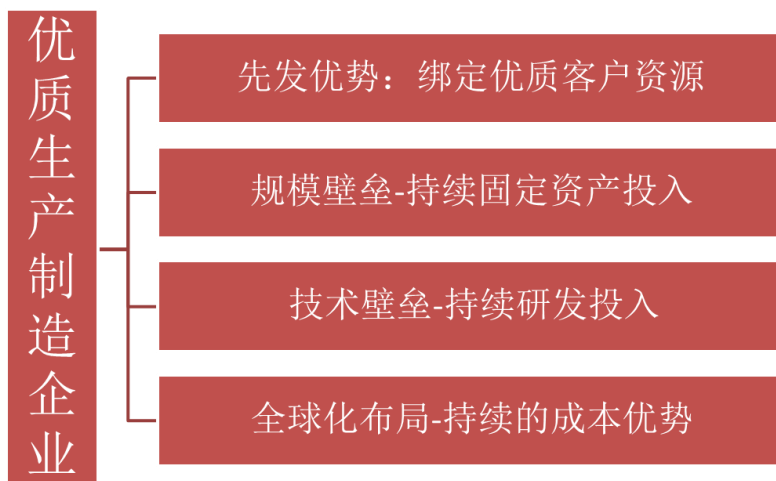 优质生产制造企业
先发优势：绑定优质客户资源
规模壁垒-持续固定资产投入
技术壁垒-持续研发投入
全球化布局-持续的成本优势